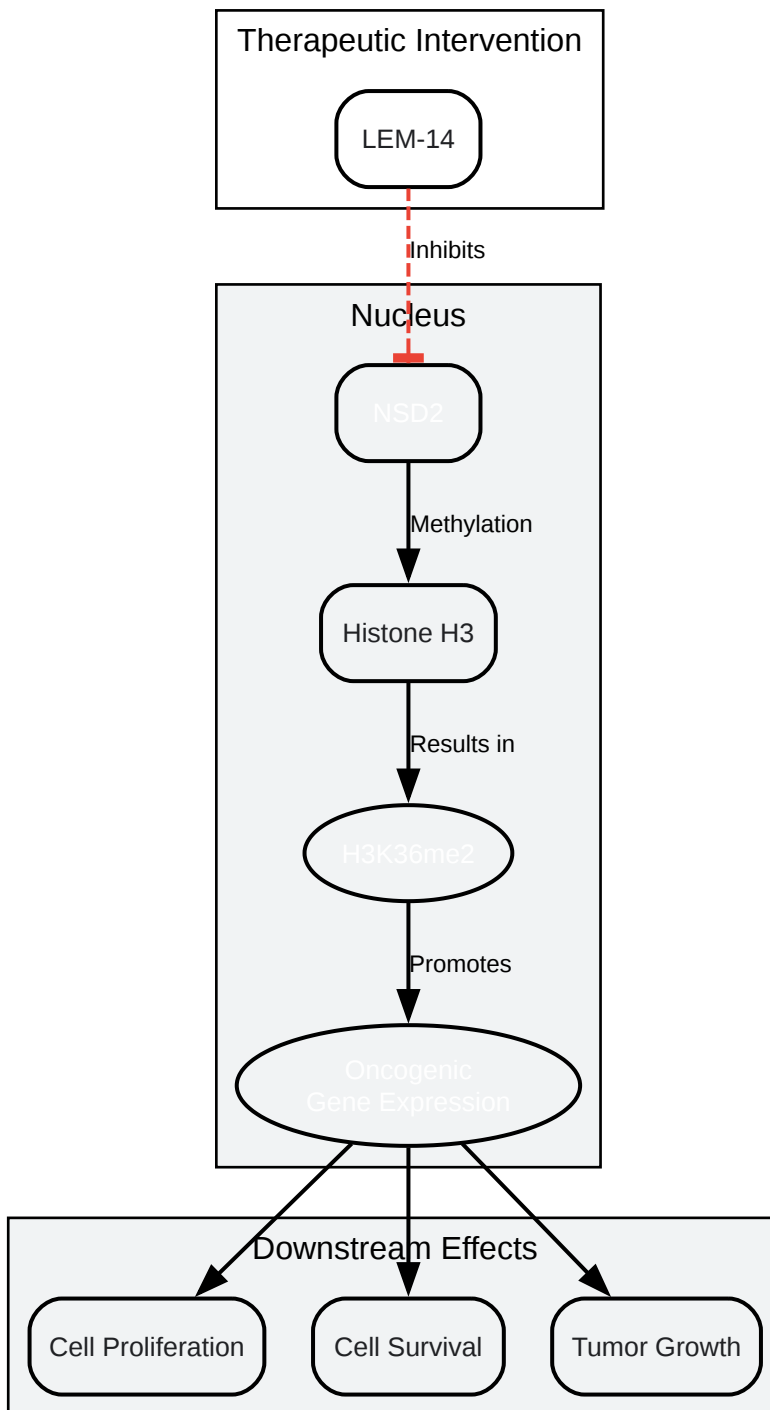 Therapeutic Intervention
LEM-14
Inhibits
Nucleus
NSD2
Methylation
Histone H3
Results in
H3K36me2
Promotes
Oncogenic
Gene Expression
Downstream Effects
Cell Proliferation
Cell Survival
Tumor Growth